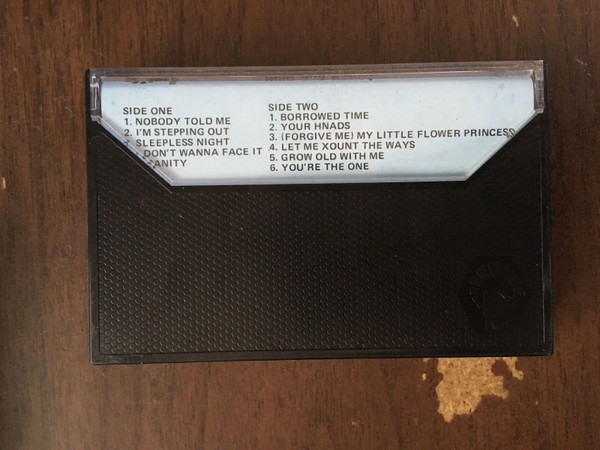 SIDE ONE
1. NOBODY TOLD ME
2. I'M STEPPING OUT
SLEEPLESS NIGHT
DON'T WANNA FACE IT
ANITY
SIDE TWO
1. BORROWED TIME
2. YOUR HNADS
3. (FORGIVE ME) MY LITTLE FLOWER PRINCESS
4. LET ME XOUNT THE WAYS
5. GROW OLD WITH ME
6. YOU'RE THE ONE